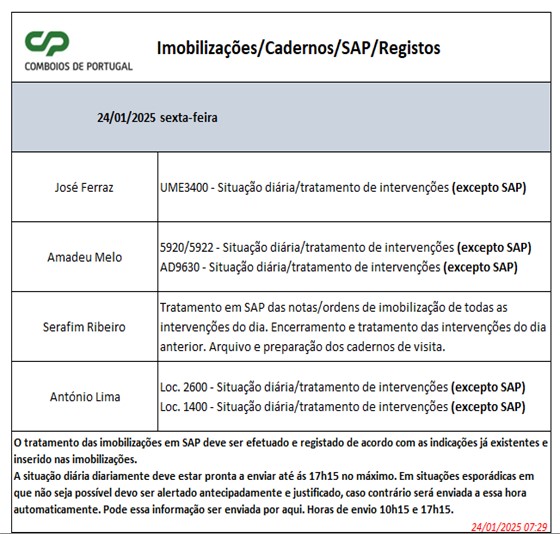 CP
COMBOIOS DE PORTUGAL
Imobilizações/Cadernos/SAP/Registos
24/01/2025 sexta-feira
José Ferraz
UME3400 - Situação diária/tratamento de intervenções (excepto SAP)
Amadeu Melo
5920/5922 - Situação diária/tratamento de intervenções (excepto SAP)
AD9630 - Situação diária/tratamento de intervenções (excepto SAP)
Serafim Ribeiro
Tratamento em SAP das notas/ordens de imobilização de todas as
intervenções do dia. Encerramento e tratamento das intervenções do dia
anterior. Arquivo e preparação dos cadernos de visita.
António Lima
Loc. 2600 - Situação diária/tratamento de intervenções (excepto SAP)
Loc. 1400 - Situação diária/tratamento de intervenções (excepto SAP)
O tratamento das imobilizações em SAP deve ser efetuado e registado de acordo com as indicações já existentes e
inserido nas imobilizações.
A situação diária diariamente deve estar pronta a enviar até ás 17h15 no máximo. Em situações esporádicas em
que não seja possível devo ser alertado antecipadamente e justificado, caso contrário será enviada a essa hora
automaticamente. Pode essa informação ser enviada por aqui. Horas de envio 10h15 e 17h15.
24/01/2025 07:29